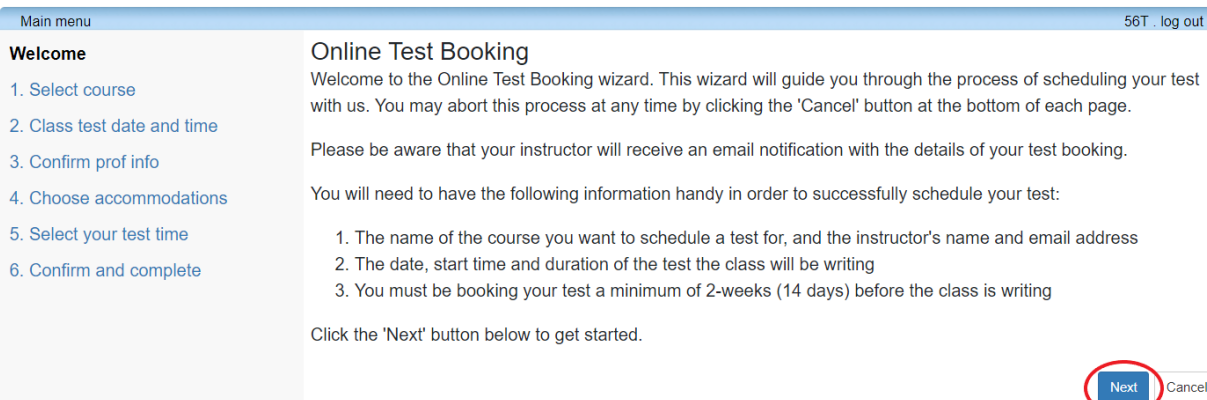 Main menu
56T . log out
Welcome
1. Select course
2. Class test date and time
3. Confirm prof info
4. Choose accommodations
5. Select your test time
6. Confirm and complete
Online Test Booking
Welcome to the Online Test Booking wizard. This wizard will guide you through the process of scheduling your test
with us. You may abort this process at any time by clicking the 'Cancel' button at the bottom of each page.
Please be aware that your instructor will receive an email notification with the details of your test booking.
You will need to have the following information handy in order to successfully schedule your test:
1. The name of the course you want to schedule a test for, and the instructor's name and email address
2. The date, start time and duration of the test the class will be writing
3. You must be booking your test a minimum of 2-weeks (14 days) before the class is writing
Click the 'Next' button below to get started.
Next
Cancel